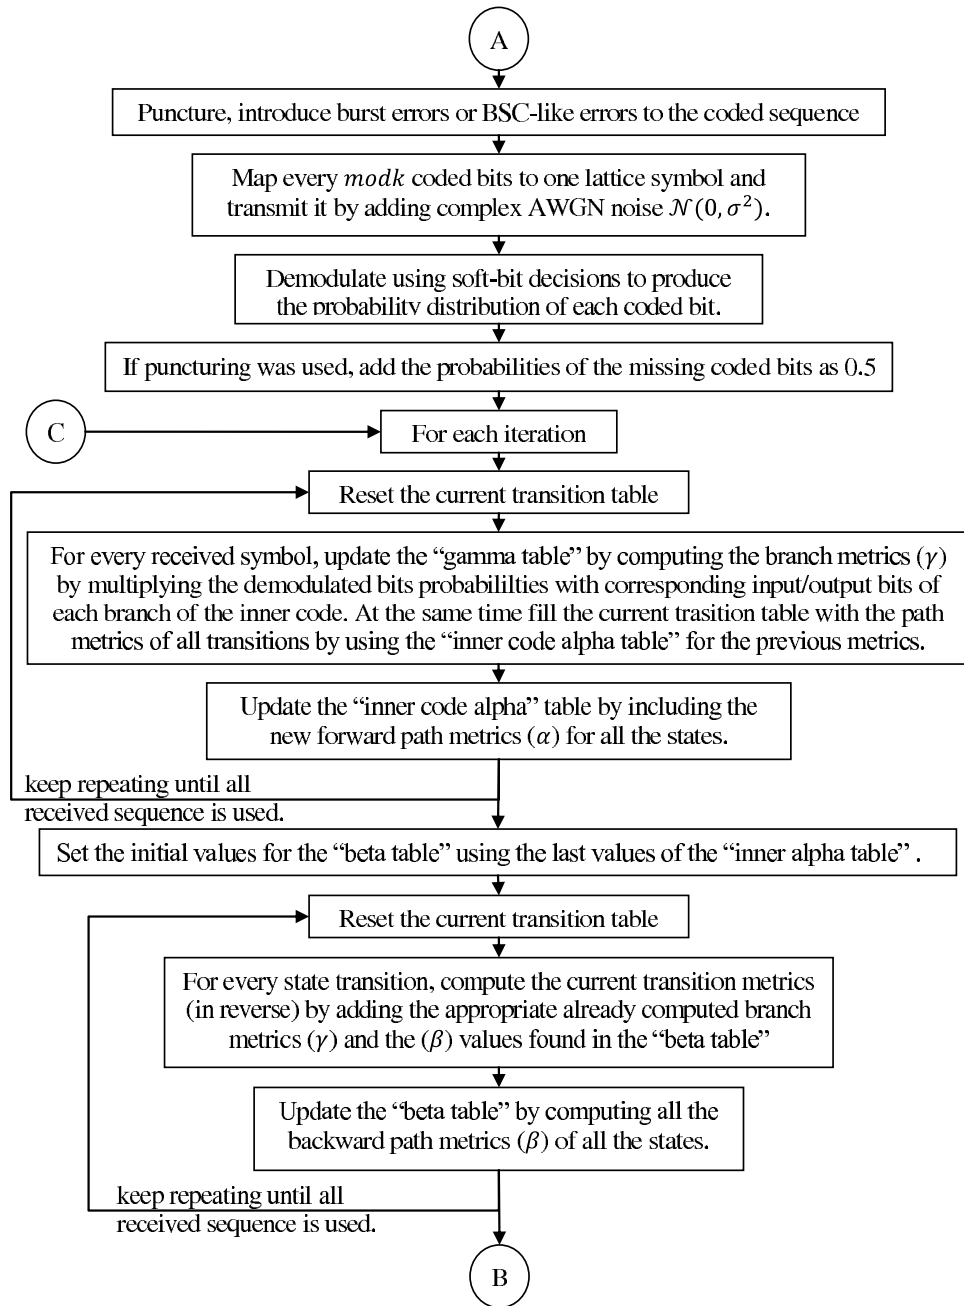 A
Puncture, introduce burst errors or BSC-like errors to the coded sequence
Map every modk coded bits to one lattice symbol and
transmit it by adding complex AWGN noise 𝒩(0, σ²).
Demodulate using soft-bit decisions to produce
the probability distribution of each coded bit.
If puncturing was used, add the probabilities of the missing coded bits as 0.5
C
For each iteration
Reset the current transition table
For every received symbol, update the “gamma table” by computing the branch metrics (γ)
by multiplying the demodulated bits probabililties with corresponding input/output bits of
each branch of the inner code. At the same time fill the current trasition table with the path
metrics of all transitions by using the “inner code alpha table” for the previous metrics.
Update the “inner code alpha” table by including the
new forward path metrics (α) for all the states.
keep repeating until all
received sequence is used.
Set the initial values for the “beta table” using the last values of the “inner alpha table” .
Reset the current transition table
For every state transition, compute the current transition metrics
(in reverse) by adding the appropriate already computed branch
metrics (γ) and the (β) values found in the “beta table”
Update the “beta table” by computing all the
backward path metrics (β) of all the states.
keep repeating until all
received sequence is used.
B